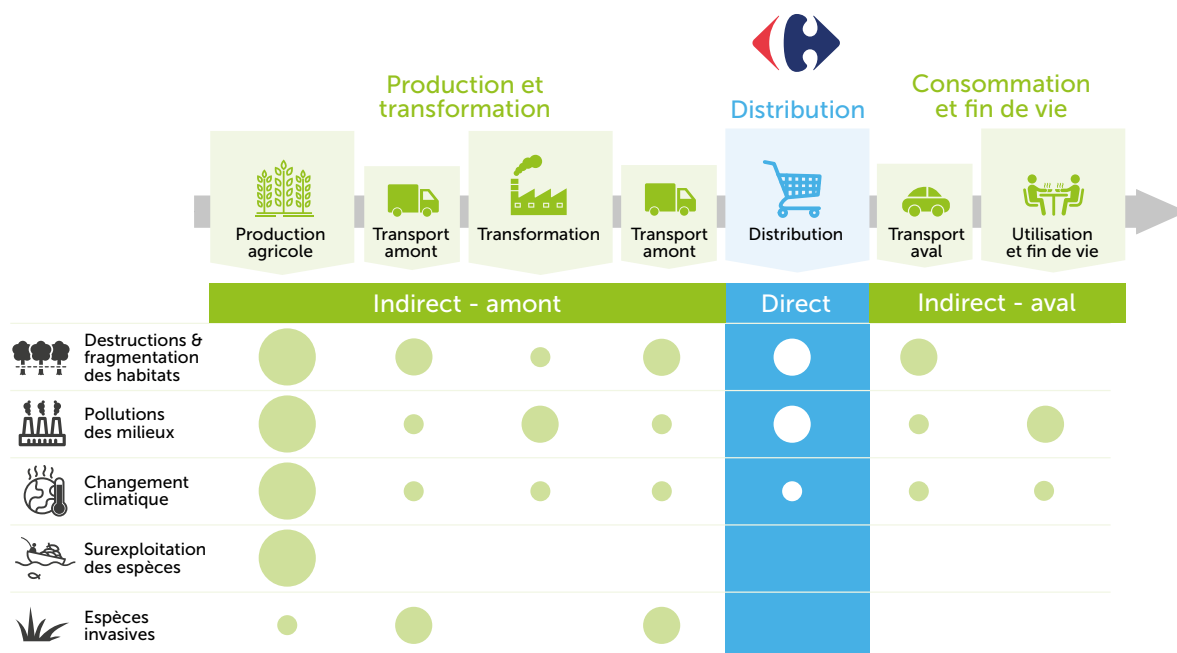 Production et
transformation
Distribution
Consommation
et fin de vie
Production
agricole
Transport
amont
Transformation
Transport
amont
Distribution
Transport
aval
Utilisation
et fin de vie
Indirect - amont
Direct
Indirect - aval
Destructions &
fragmentation
des habitats
Pollutions
des milieux
Changement
climatique
Surexploitation
des espèces
Espèces
invasives